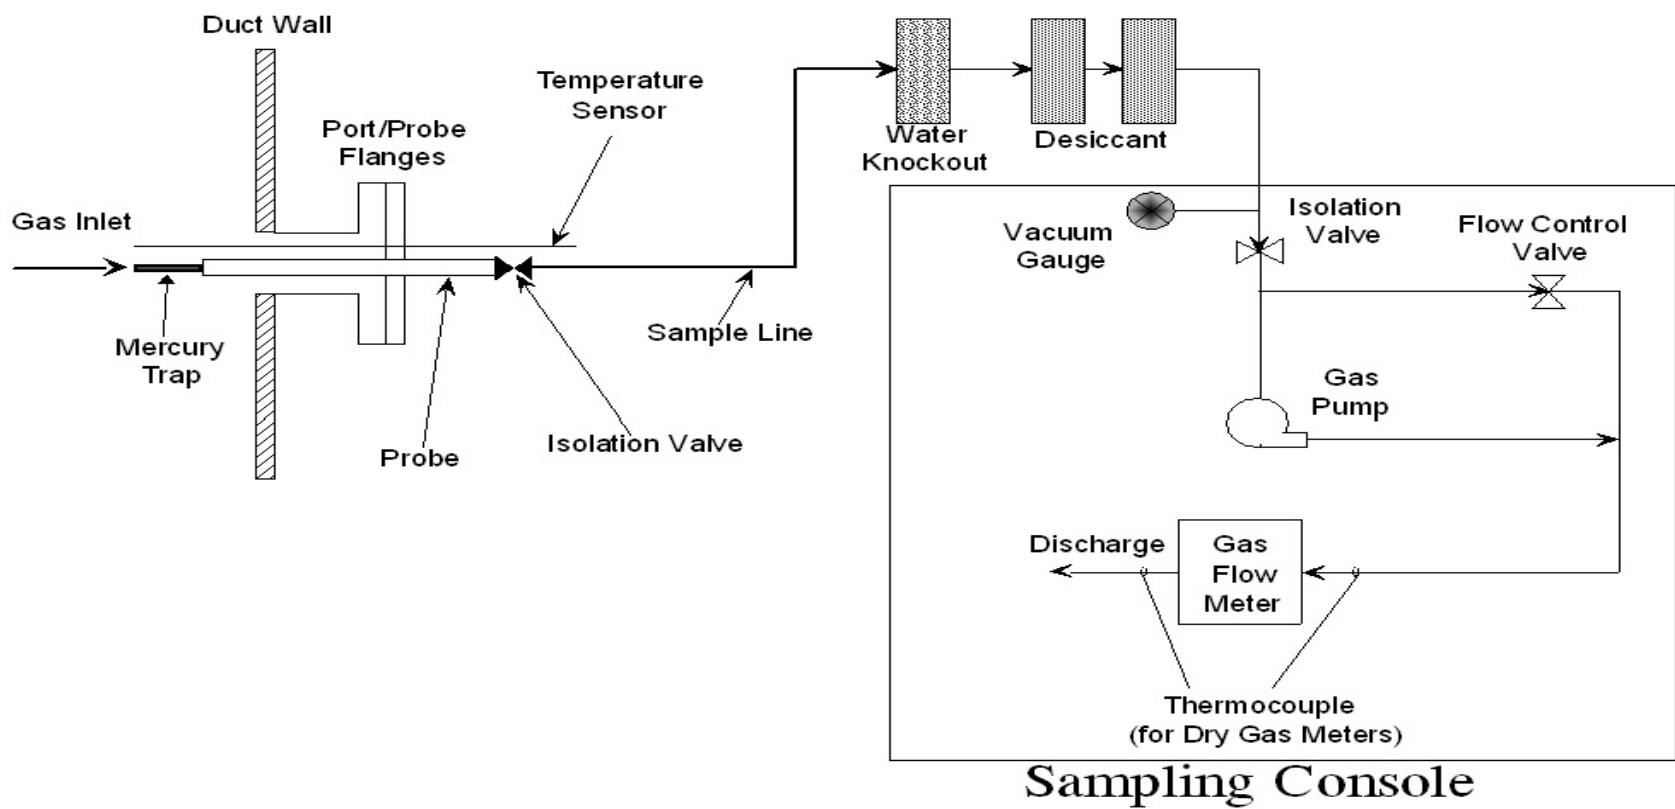 Duct Wall
Temperature
Sensor
Port/Probe
Flanges
Gas Inlet
Mercury
Trap
Probe
Isolation Valve
Sample Line
Water
Knockout
Desiccant
Vacuum
Gauge
Isolation
Valve
Flow Control
Valve
Gas
Pump
Discharge
Gas
Flow
Meter
Thermocouple
(for Dry Gas Meters)
Sampling Console